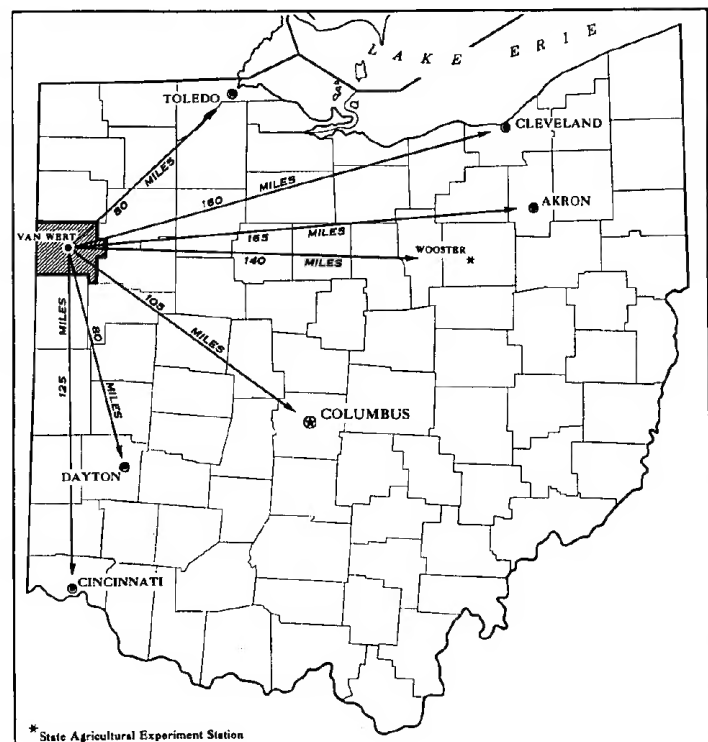 LAKE ERIE
TOLEDO
CLEVELAND
80 MILES
160 MILES
AKRON
VAN WERT
165 MILES
WOOSTER
*
140 MILES
105 MILES
80 MILES
125 MILES
COLUMBUS
DAYTON
CINCINNATI
* State Agricultural Experiment Station